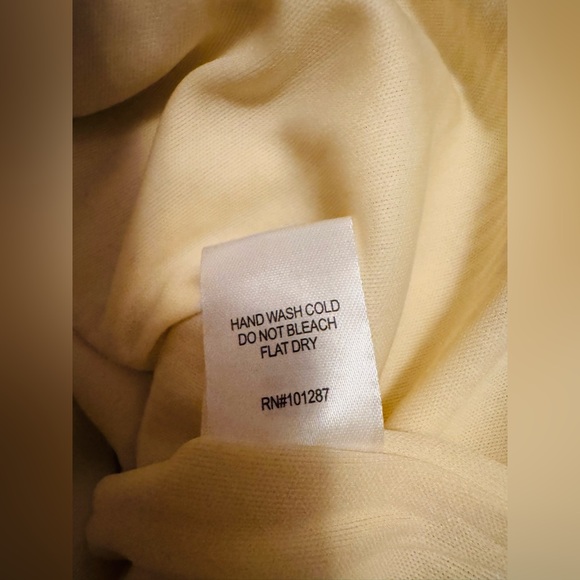 HAND WASH COLD
DO NOT BLEACH
FLAT DRY
RN#101287